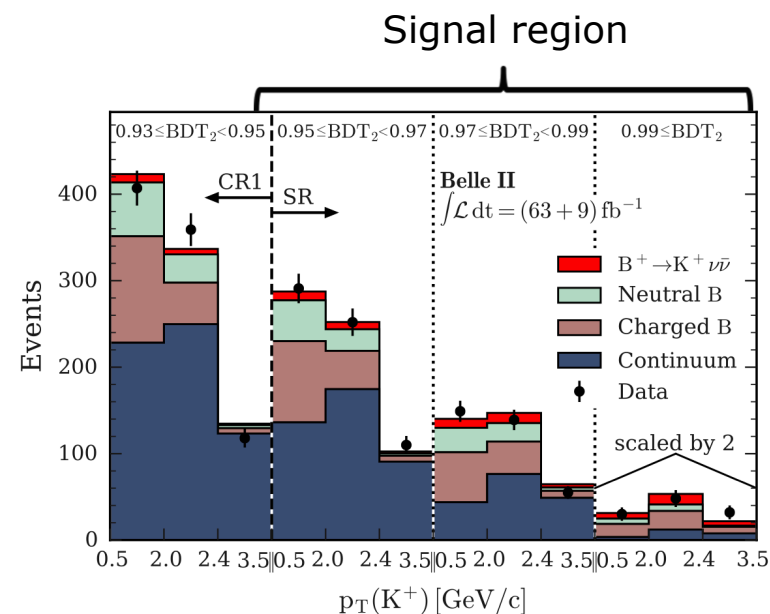 Signal region
0.93≤BDT₂<0.95 0.95≤BDT₂<0.97 0.97≤BDT₂<0.99 0.99≤BDT₂
CR1 SR
Belle II
∫ℒ dt = (63 + 9) fb⁻¹
B⁺→K⁺νν̄
Neutral B
Charged B
Continuum
Data
scaled by 2
Events
400
300
200
100
0
0.5 2.0 2.4 3.5 0.5 2.0 2.4 3.5 0.5 2.0 2.4 3.5 0.5 2.0 2.4 3.5
p_T(K⁺) [GeV/c]